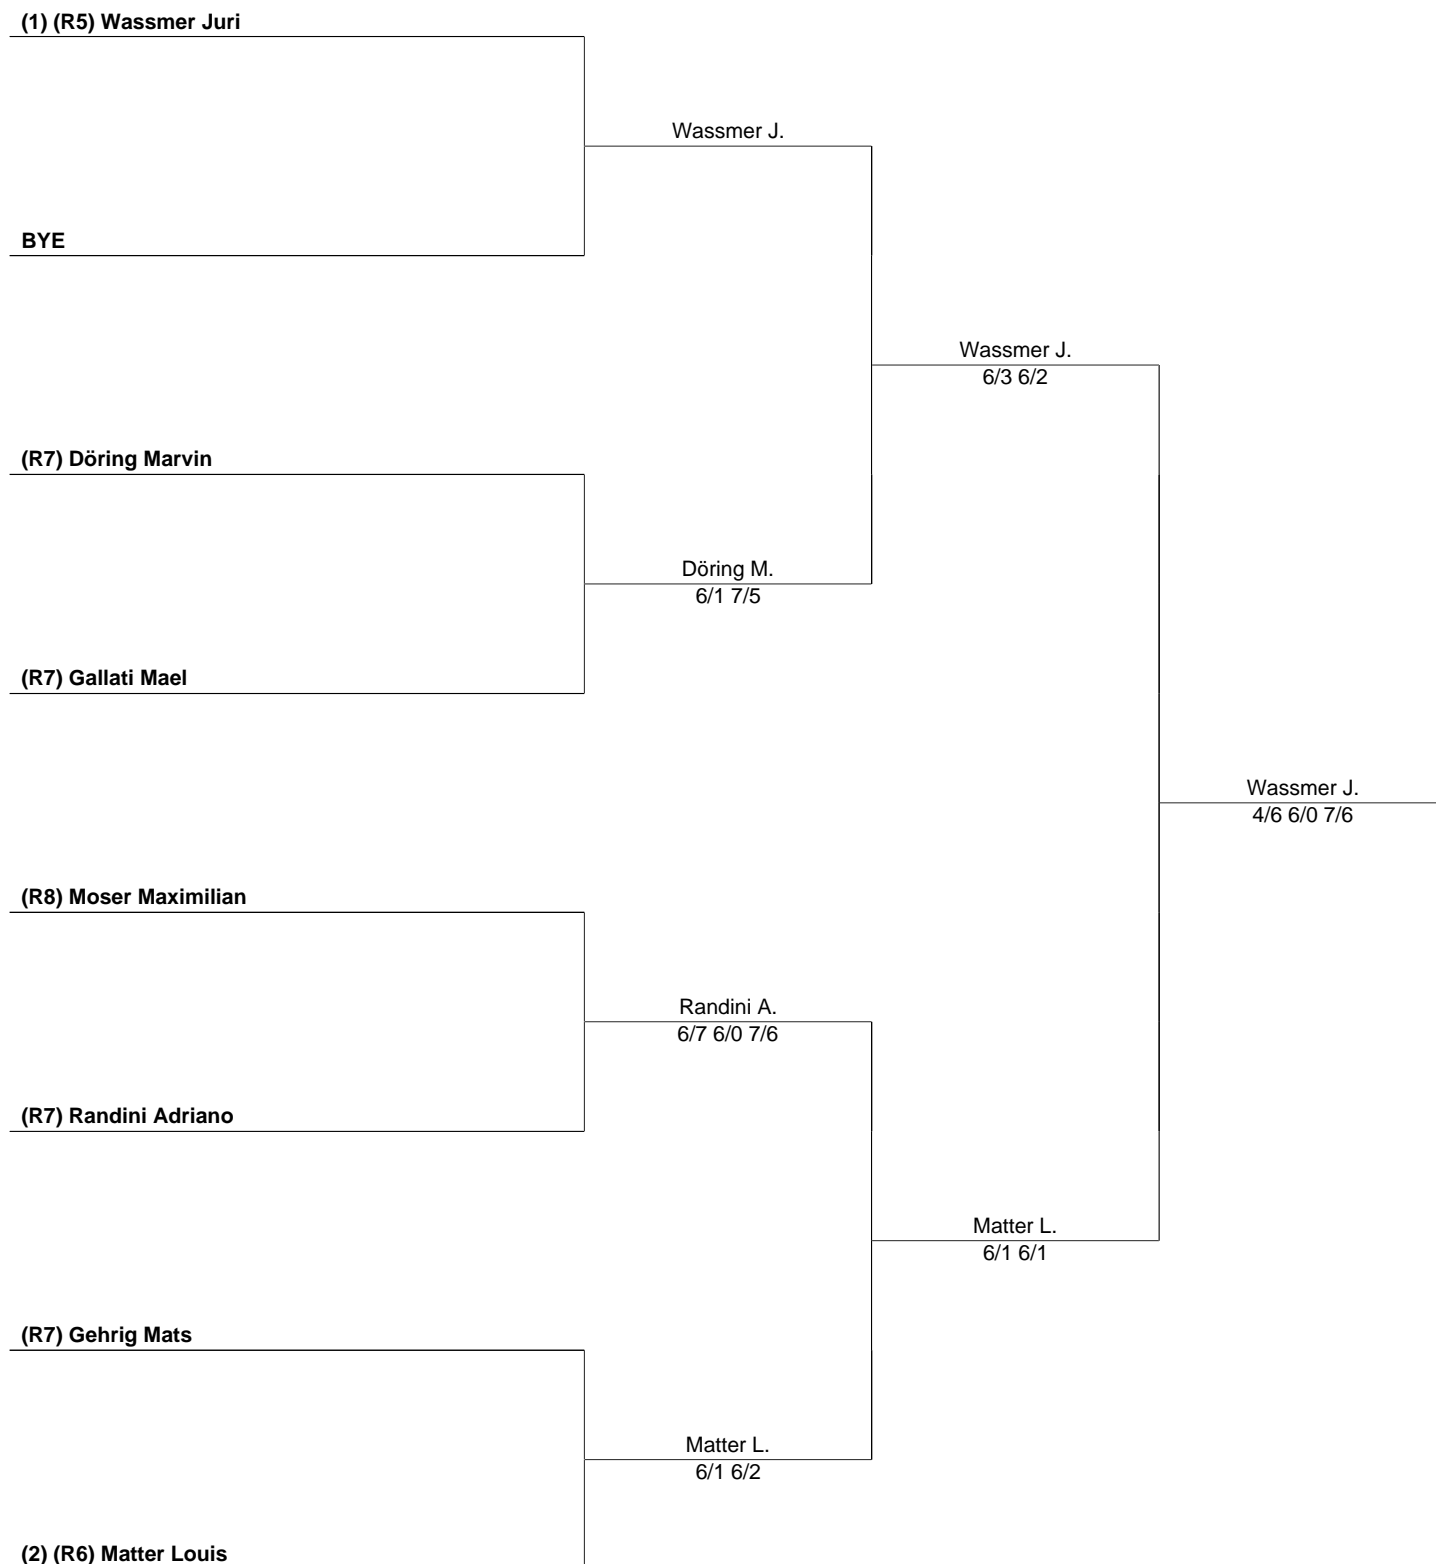 (1) (R5) Wassmer Juri
Wassmer J.
BYE
Wassmer J.
6/3 6/2
(R7) Döring Marvin
Döring M.
6/1 7/5
(R7) Gallati Mael
Wassmer J.
4/6 6/0 7/6
(R8) Moser Maximilian
Randini A.
6/7 6/0 7/6
(R7) Randini Adriano
Matter L.
6/1 6/1
(R7) Gehrig Mats
Matter L.
6/1 6/2
(2) (R6) Matter Louis